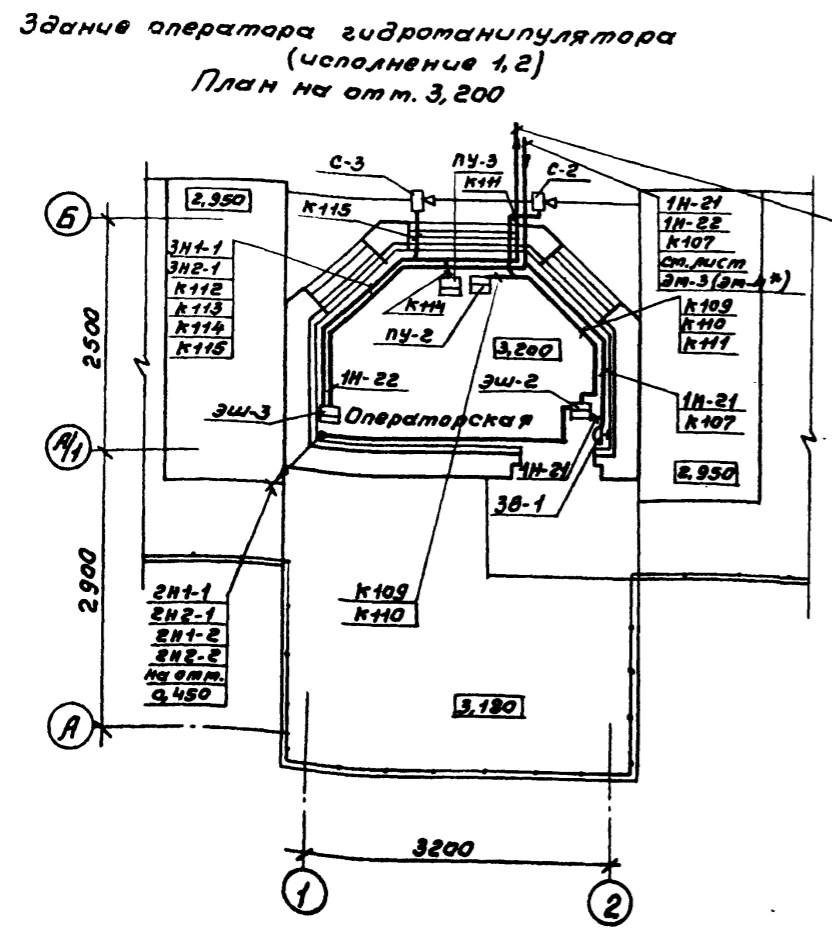 Здание оператора гидроманипулятора
(исполнение 1,2)
План на отм. 3,200
С-3
ПУ-3
К111
С-2
2,950
Б
К115
1Н-21
1Н-22
К107
см. лист
ЭМ-3 (ЭМ-4*)
3Н1-1
3Н2-1
К112
К113
К114
К115
К114
ПУ-2
К109
К110
К111
3,200
2500
1Н-22
ЭШ-2
ЭШ-3
Операторская
1Н-21
К107
А/1
1Н-21
2,950
ЗВ-1
2900
2Н1-1
2Н2-1
2Н1-2
2Н2-2
на отм.
0,450
К109
К110
3,180
А
3200
1
2